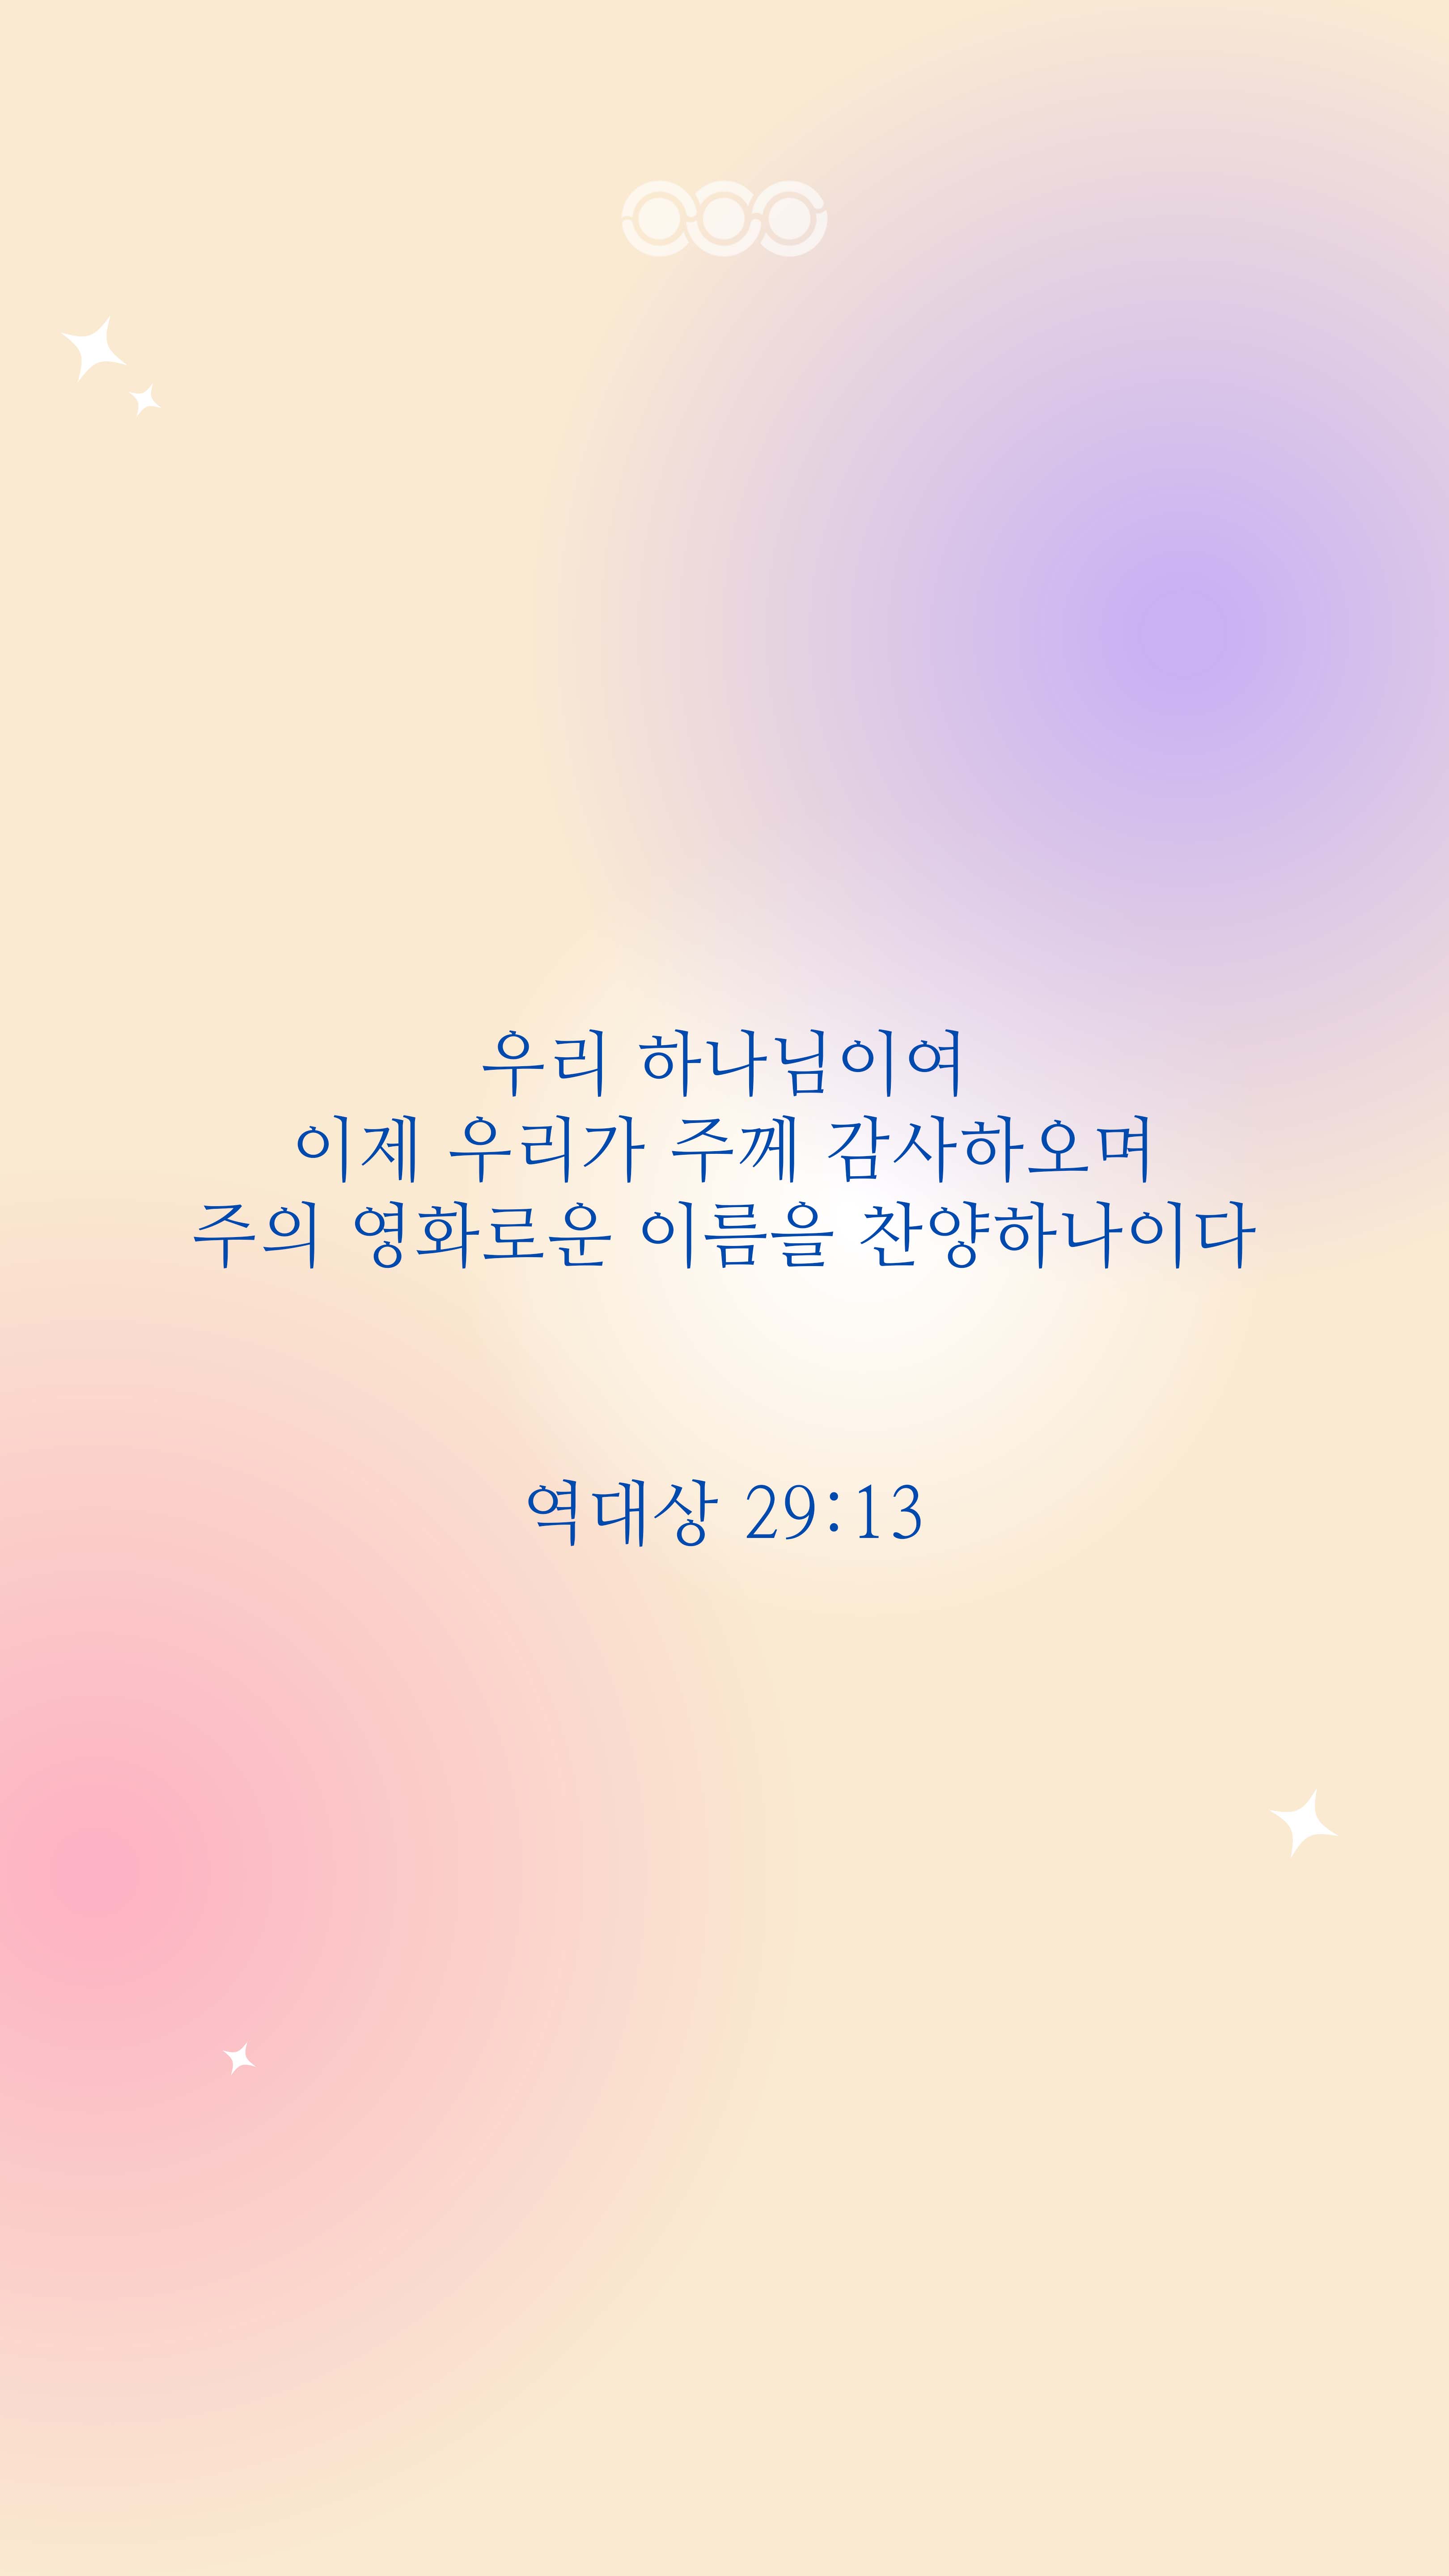 우리 하나님이여
이제 우리가 주께 감사하오며
주의 영화로운 이름을 찬양하나이다
역대상 29:13